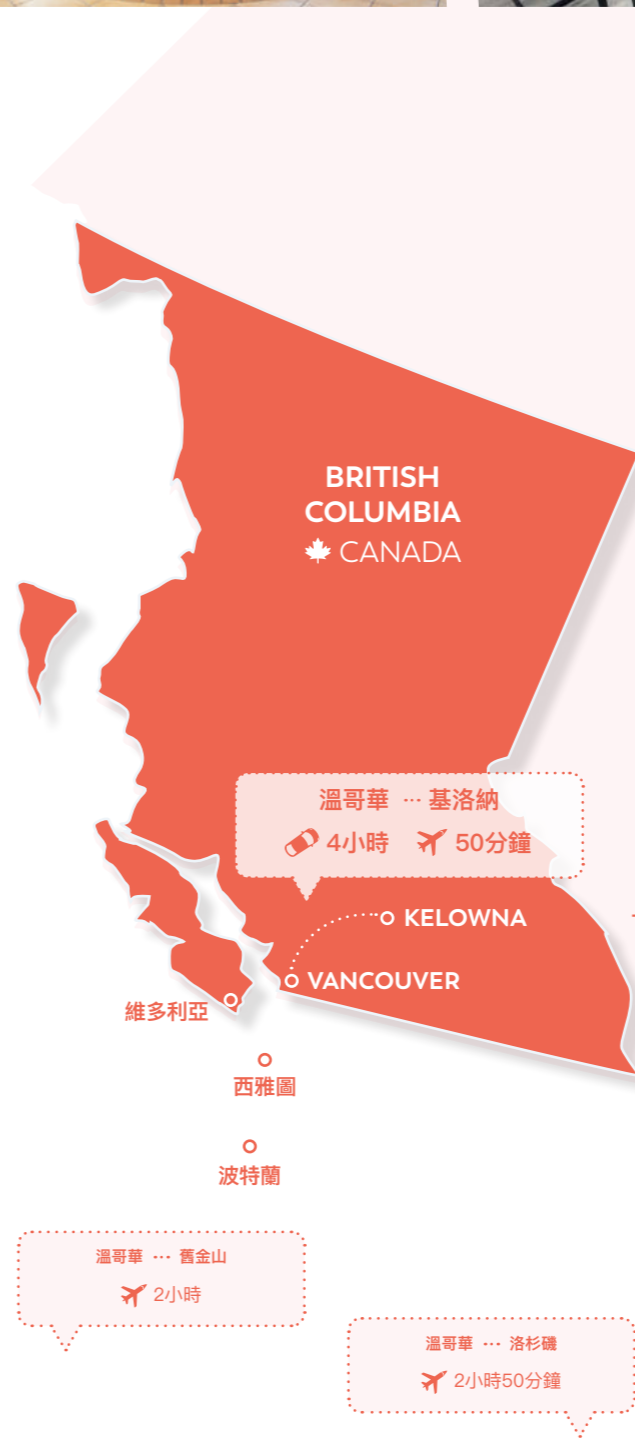 BRITISH
COLUMBIA
CANADA
溫哥華 ··· 基洛納
4小時 50分鐘
KELOWNA
VANCOUVER
維多利亞
西雅圖
波特蘭
溫哥華 ··· 舊金山
2小時
溫哥華 ··· 洛杉磯
2小時50分鐘